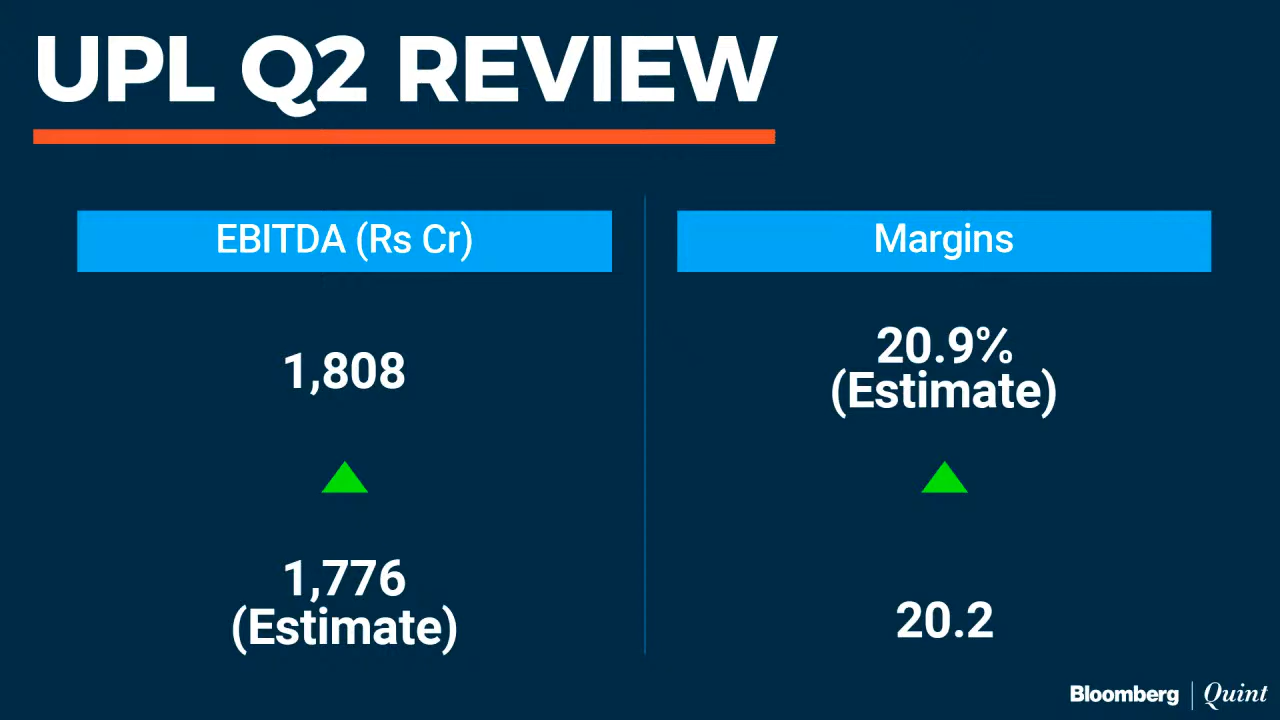 UPL Q2 REVIEW
EBITDA (Rs Cr)
1,808
1,776
(Estimate)
Margins
20.9%
(Estimate)
20.2
Bloomberg | Quint